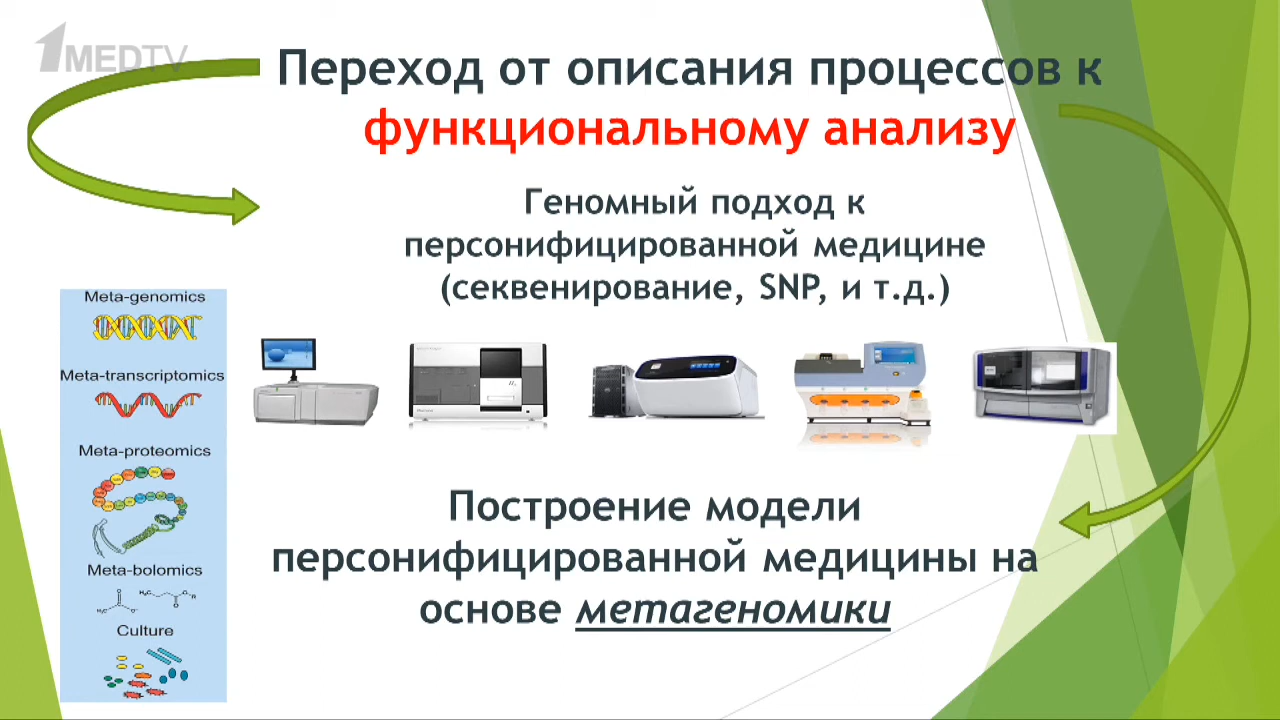 1MEDTV
Переход от описания процессов к
функциональному анализу
Геномный подход к
персонифицированной медицине
(секвенирование, SNP, и т.д.)
Meta-genomics
Meta-transcriptomics
Meta-proteomics
Meta-bolomics
Culture
Построение модели
персонифицированной медицины на
основе метагеномики